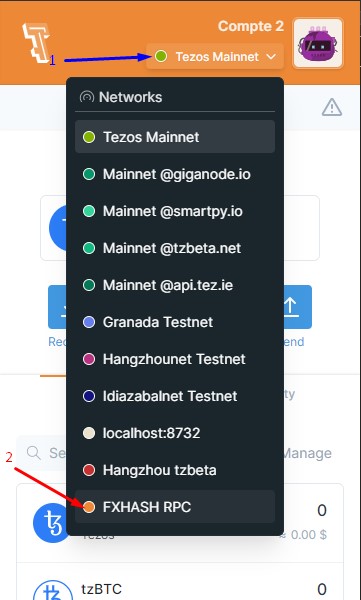 Compte 2
1
Tezos Mainnet
Networks
Tezos Mainnet
Mainnet @giganode.io
Mainnet @smartpy.io
Mainnet @tzbeta.net
Mainnet @api.tez.ie
Granada Testnet
Rec
end
Hangzhounet Testnet
Idiazabalnet Testnet
ty
localhost:8732
2
Se
Manage
Hangzhou tzbeta
FXHASH RPC
0
Tezos
≈ 0.00 $
tzBTC
0